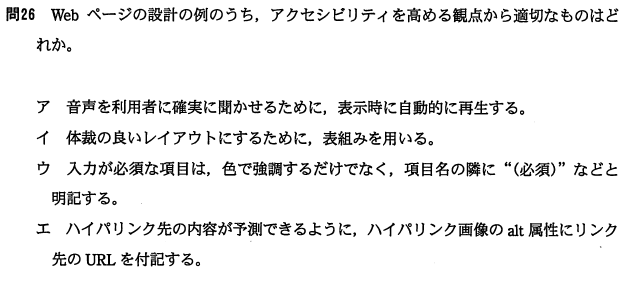 問26 Web ページの設計の例のうち，アクセシビリティを高める観点から適切なものはど
れか。
ア 音声を利用者に確実に聞かせるために，表示時に自動的に再生する。
イ 体裁の良いレイアウトにするために，表組みを用いる。
ウ 入力が必須な項目は，色で強調するだけでなく，項目名の隣に“(必須)”などと
明記する。
エ ハイパリンク先の内容が予測できるように，ハイパリンク画像の alt 属性にリンク
先の URL を付記する。